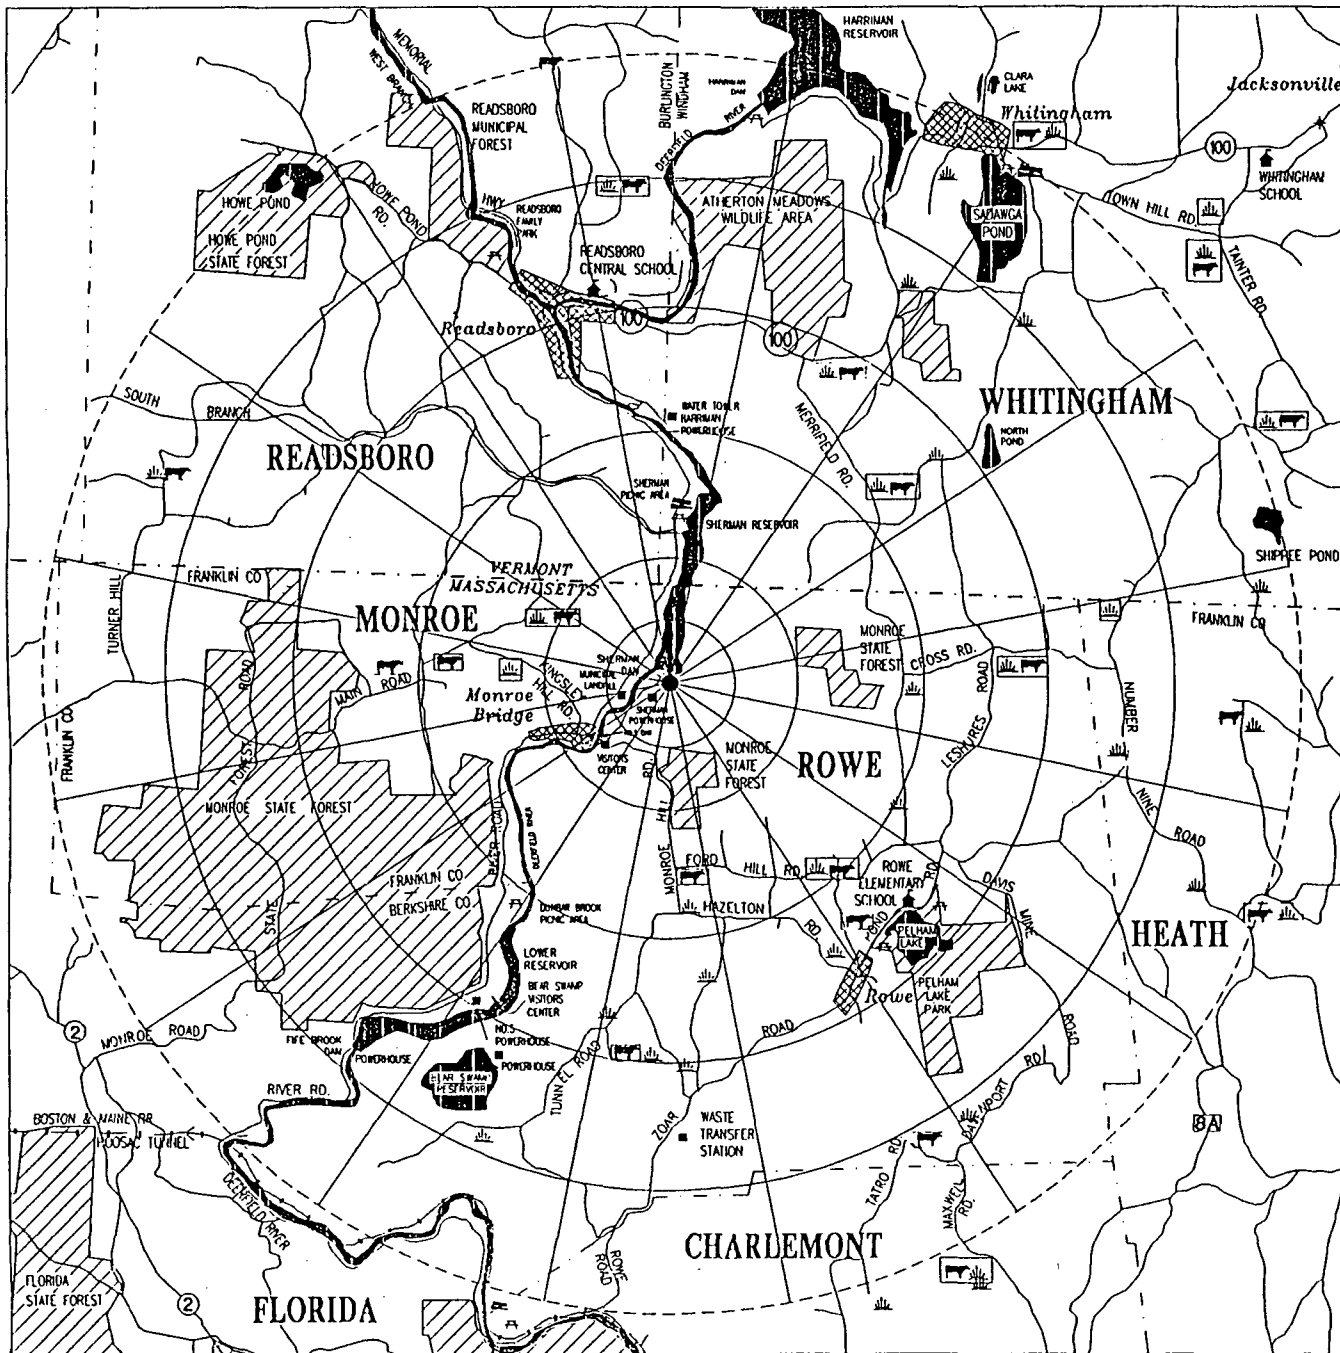 HARRIMAN
RESERVOIR
MEMORIAL
WEST BRANCH
HWY
READSBORO
MUNICIPAL
FOREST
BURLINGTON
WINDHAM
HARRIMAN
DAM
DEERFIELD RIVER
CLARA
LAKE
Whitingham
Jacksonville
100
WHITINGHAM
SCHOOL
HOWE POND
HOWE POND
STATE FOREST
HOWE POND
RD.
READSBORO
FAMILY
PARK
READSBORO
CENTRAL SCHOOL
ATHERTON MEADOWS
WILDLIFE AREA
SADAWGA
POND
TOWN HILL RD.
TAINTER RD.
Readsboro
100
100
SOUTH
BRANCH
READSBORO
WATER TOWER
HARRIMAN
POWERHOUSE
MERRIFIELD RD.
WHITINGHAM
NORTH
POND
SHERMAN
PICNIC AREA
SHERMAN RESERVOIR
SHIPPEE POND
VERMONT
MASSACHUSETTS
FRANKLIN CO
FRANKLIN CO
TURNER HILL
MONROE
ROAD
FOREST
STATE
MAIN ROAD
Monroe
Bridge
KINGSLEY
HILL RD.
SHERMAN
DAM
MUNICIPAL
LANDFILL
SHERMAN
POWERHOUSE
VISITORS
CENTER
MONROE
STATE
FOREST
CROSS RD.
LESHURES
ROAD
NUMBER
NINE
ROAD
FRANKLIN CO
MONROE STATE FOREST
MONROE
STATE
FOREST
ROWE
MONROE
HILL
RD.
RIVER ROAD
DEERFIELD RIVER
FRANKLIN CO
BERKSHIRE CO
FORD
HILL RD.
HAZELTON
RD.
ROWE
ELEMENTARY
SCHOOL
POND
RD.
DAVIS
MINE
ROAD
PELHAM
LAKE
Rowe
PELHAM
LAKE
PARK
HEATH
DUNBAR BROOK
PICNIC AREA
LOWER
RESERVOIR
BEAR SWAMP
VISITORS
CENTER
NO.5
POWERHOUSE
POWERHOUSE
BEAR SWAMP
RESERVOIR
FIFE BROOK
DAM
POWERHOUSE
2
MONROE ROAD
RIVER RD.
BOSTON & MAINE RR
HOOSAC TUNNEL
TUNNEL ROAD
ZOAR
ROAD
WASTE
TRANSFER
STATION
DAVENPORT RD
TATRO RD.
MAXWELL
RD.
8A
DEERFIELD RIVER
ROWE
ROAD
CHARLEMONT
FLORIDA
STATE FOREST
2
FLORIDA